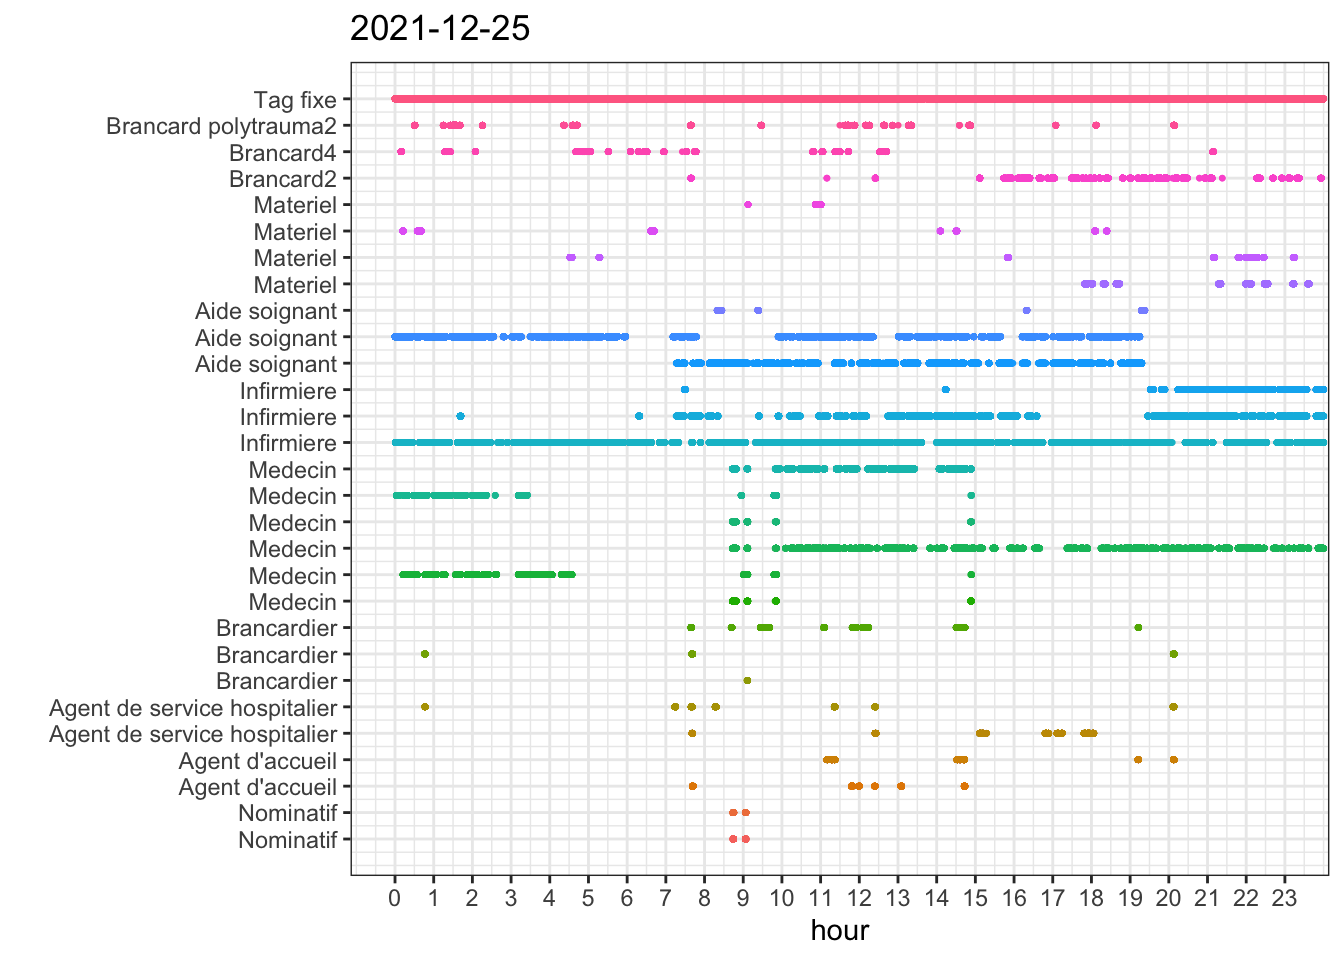 2021-12-25
Tag fixe
Brancard polytrauma2
Brancard4
Brancard2
Materiel
Materiel
Materiel
Materiel
Aide soignant
Aide soignant
Aide soignant
Infirmiere
Infirmiere
Infirmiere
Medecin
Medecin
Medecin
Medecin
Medecin
Medecin
Brancardier
Brancardier
Brancardier
Agent de service hospitalier
Agent de service hospitalier
Agent d'accueil
Agent d'accueil
Nominatif
Nominatif
0 1 2 3 4 5 6 7 8 9 10 11 12 13 14 15 16 17 18 19 20 21 22 23
hour